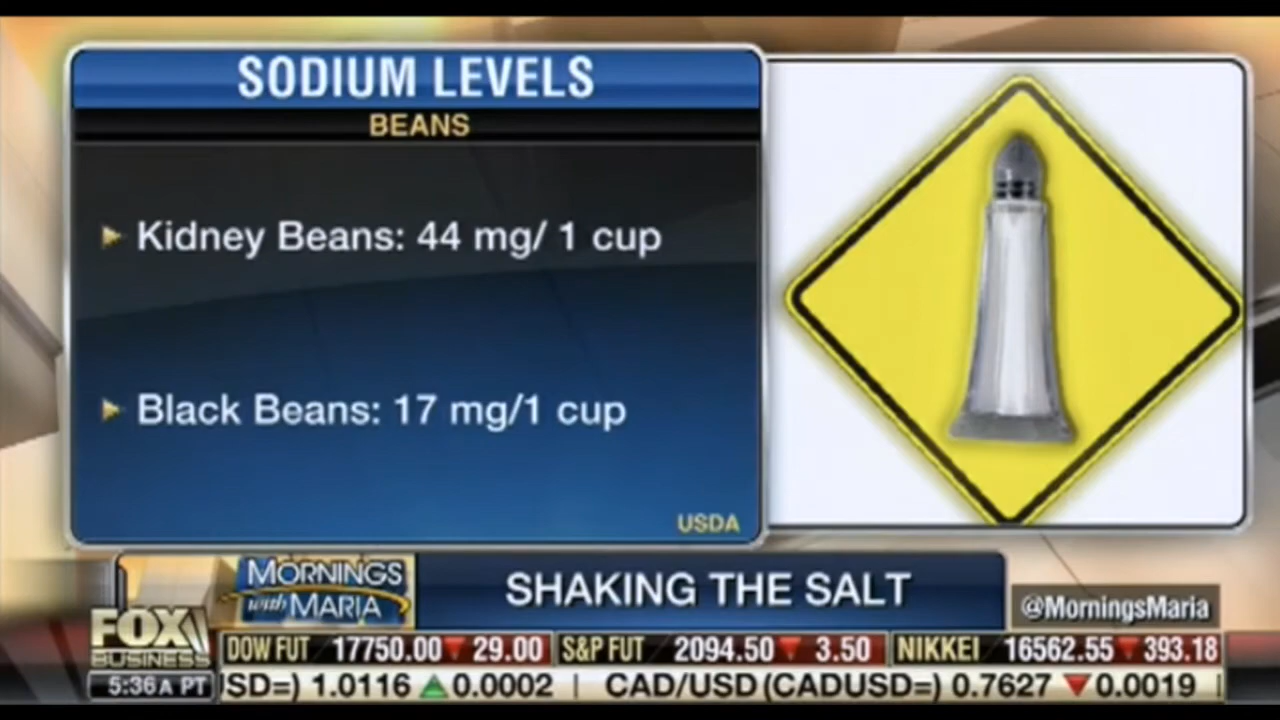 SODIUM LEVELS
BEANS
Kidney Beans: 44 mg/ 1 cup
Black Beans: 17 mg/1 cup
USDA
MORNINGS
with MARIA
SHAKING THE SALT
@MorningsMaria
FOX
BUSINESS
DOW FUT 17750.00 ▼ 29.00 S&P FUT 2094.50 ▼ 3.50 NIKKEI 16562.55 ▼ 393.18
5:36A PT
SD=) 1.0116 ▲ 0.0002 | CAD/USD (CADUSD=) 0.7627 ▼ 0.0019 |